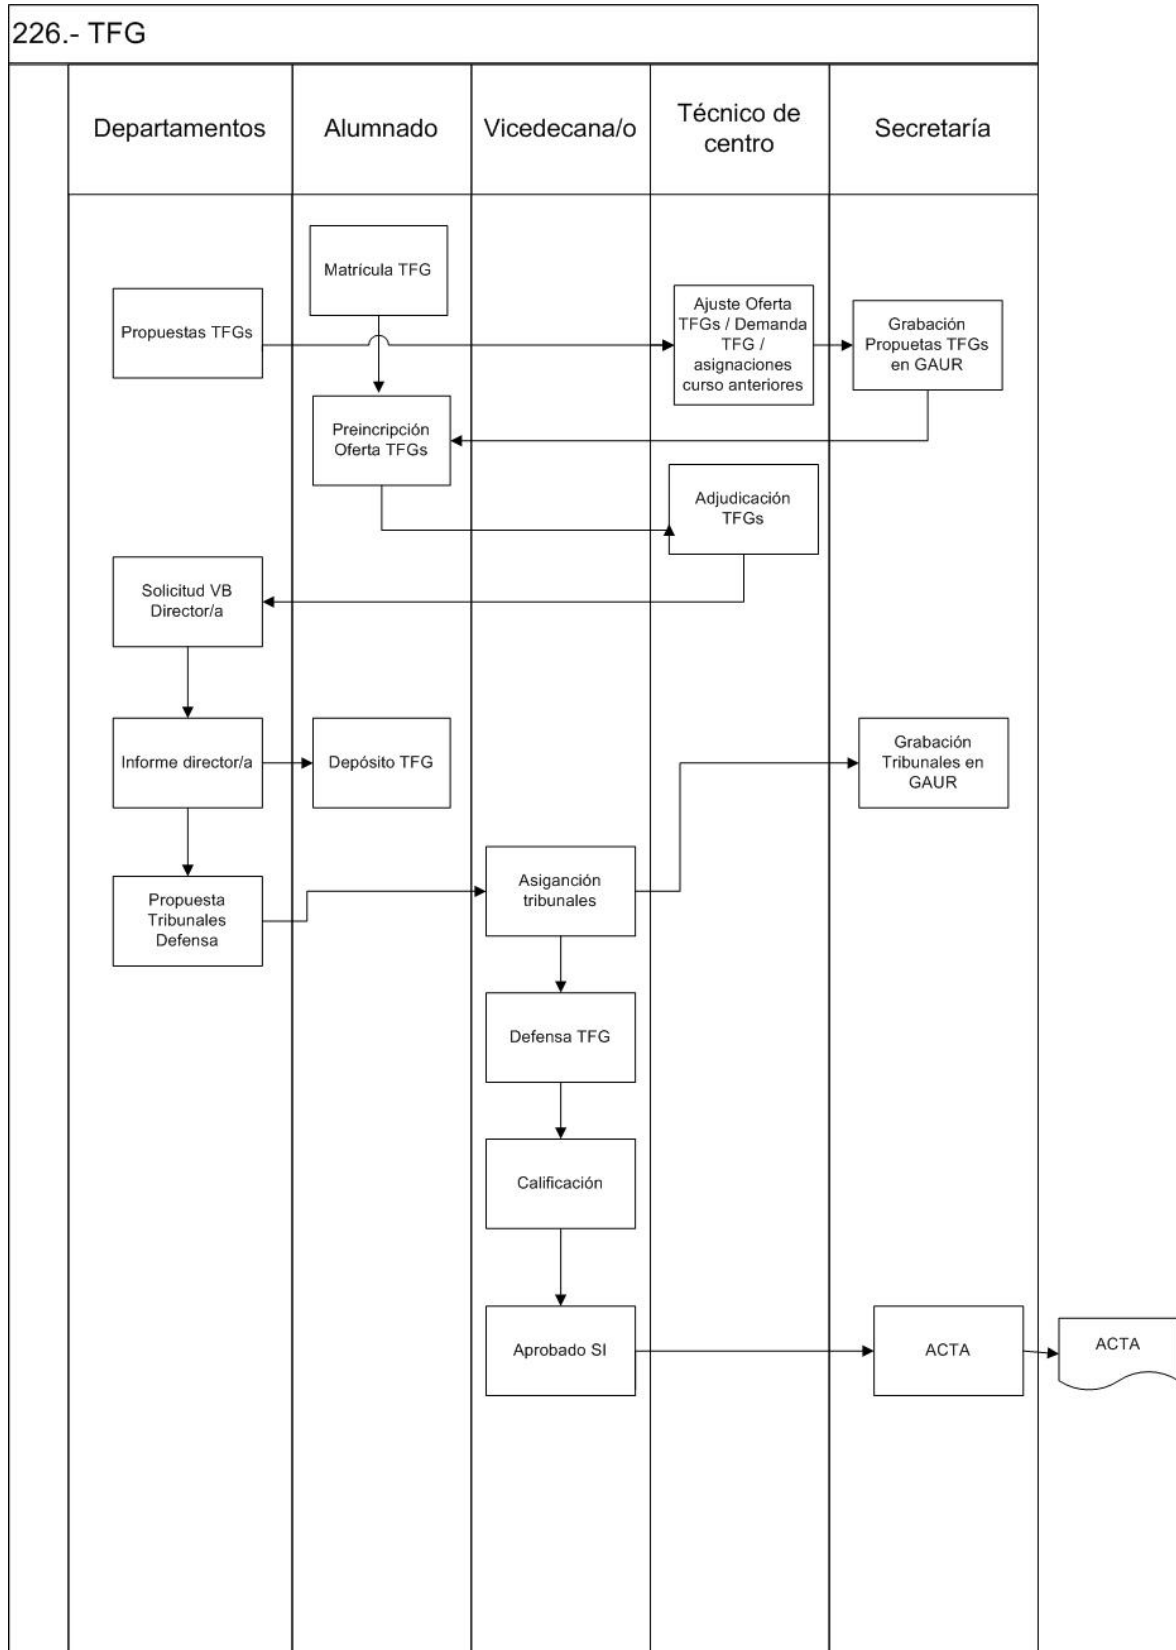 226.- TFG
Departamentos
Alumnado
Vicedecana/o
Técnico de
centro
Secretaría
Matrícula TFG
Propuestas TFGs
Ajuste Oferta
TFGs / Demanda
TFG /
asignaciones
curso anteriores
Grabación
Propuetas TFGs
en GAUR
Preincripción
Oferta TFGs
Adjudicación
TFGs
Solicitud VB
Director/a
Informe director/a
Depósito TFG
Grabación
Tribunales en
GAUR
Propuesta
Tribunales
Defensa
Asiganción
tribunales
Defensa TFG
Calificación
Aprobado SI
ACTA
ACTA